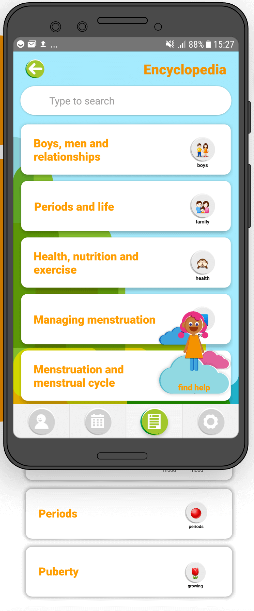 ... 88% 15:27
Encyclopedia
Type to search
Boys, men and
relationships
boys
Periods and life
family
Health, nutrition and
exercise
health
Managing menstruation
Menstruation and
menstrual cycle
find help
Periods
periods
Puberty
growing